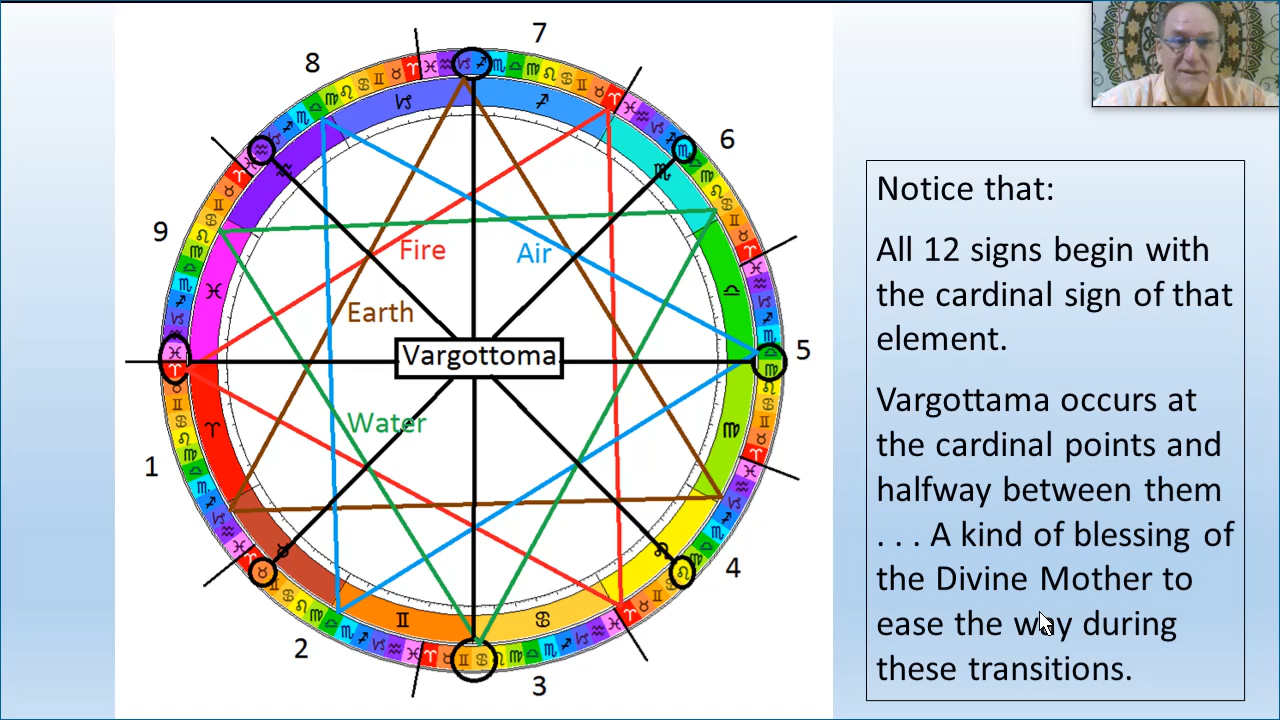 7
8
6
9
Fire
Air
Earth
Vargottoma
5
Water
1
4
2
3
Notice that:
All 12 signs begin with
the cardinal sign of that
element.
Vargottama occurs at
the cardinal points and
halfway between them
. . . A kind of blessing of
the Divine Mother to
ease the way during
these transitions.